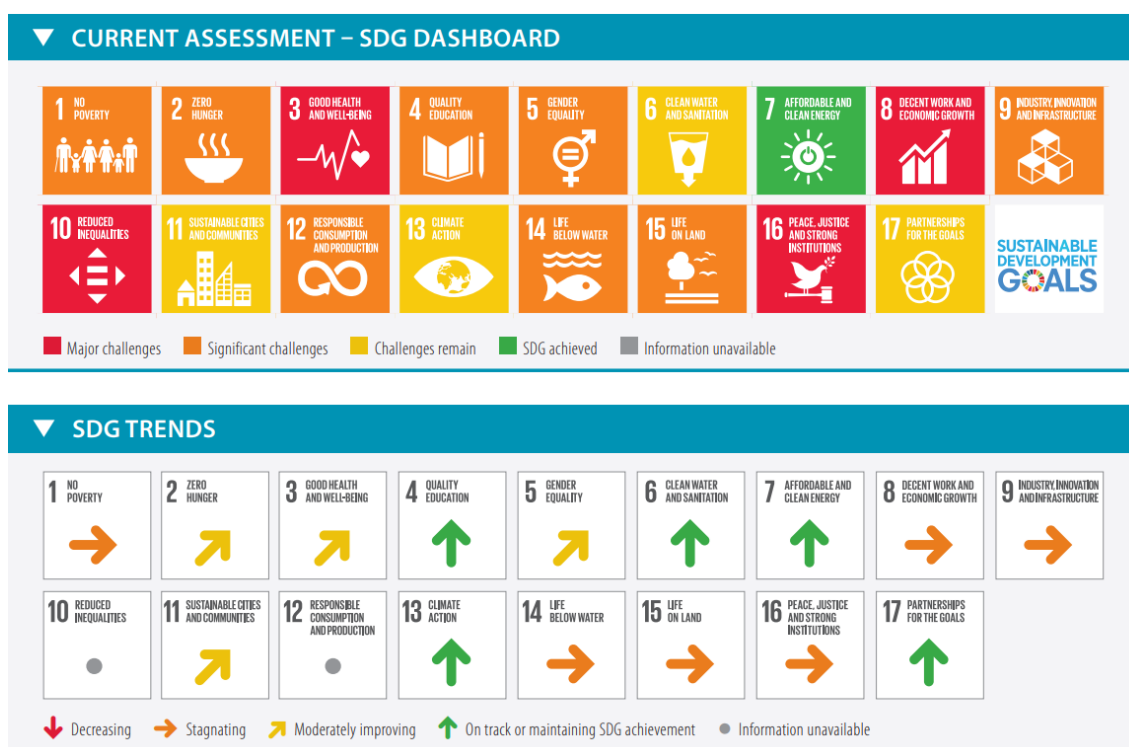 CURRENT ASSESSMENT – SDG DASHBOARD
1 NO
POVERTY
2 ZERO
HUNGER
3 GOOD HEALTH
AND WELL-BEING
4 QUALITY
EDUCATION
5 GENDER
EQUALITY
6 CLEAN WATER
AND SANITATION
7 AFFORDABLE AND
CLEAN ENERGY
8 DECENT WORK AND
ECONOMIC GROWTH
9 INDUSTRY, INNOVATION
AND INFRASTRUCTURE
10 REDUCED
INEQUALITIES
11 SUSTAINABLE CITIES
AND COMMUNITIES
12 RESPONSIBLE
CONSUMPTION
AND PRODUCTION
13 CLIMATE
ACTION
14 LIFE
BELOW WATER
15 LIFE
ON LAND
16 PEACE, JUSTICE
AND STRONG
INSTITUTIONS
17 PARTNERSHIPS
FOR THE GOALS
SUSTAINABLE
DEVELOPMENT
GOALS
Major challenges Significant challenges Challenges remain SDG achieved Information unavailable
SDG TRENDS
1 NO
POVERTY
2 ZERO
HUNGER
3 GOOD HEALTH
AND WELL-BEING
4 QUALITY
EDUCATION
5 GENDER
EQUALITY
6 CLEAN WATER
AND SANITATION
7 AFFORDABLE AND
CLEAN ENERGY
8 DECENT WORK AND
ECONOMIC GROWTH
9 INDUSTRY, INNOVATION
AND INFRASTRUCTURE
10 REDUCED
INEQUALITIES
11 SUSTAINABLE CITIES
AND COMMUNITIES
12 RESPONSIBLE
CONSUMPTION
AND PRODUCTION
13 CLIMATE
ACTION
14 LIFE
BELOW WATER
15 LIFE
ON LAND
16 PEACE, JUSTICE
AND STRONG
INSTITUTIONS
17 PARTNERSHIPS
FOR THE GOALS
Decreasing Stagnating Moderately improving On track or maintaining SDG achievement Information unavailable